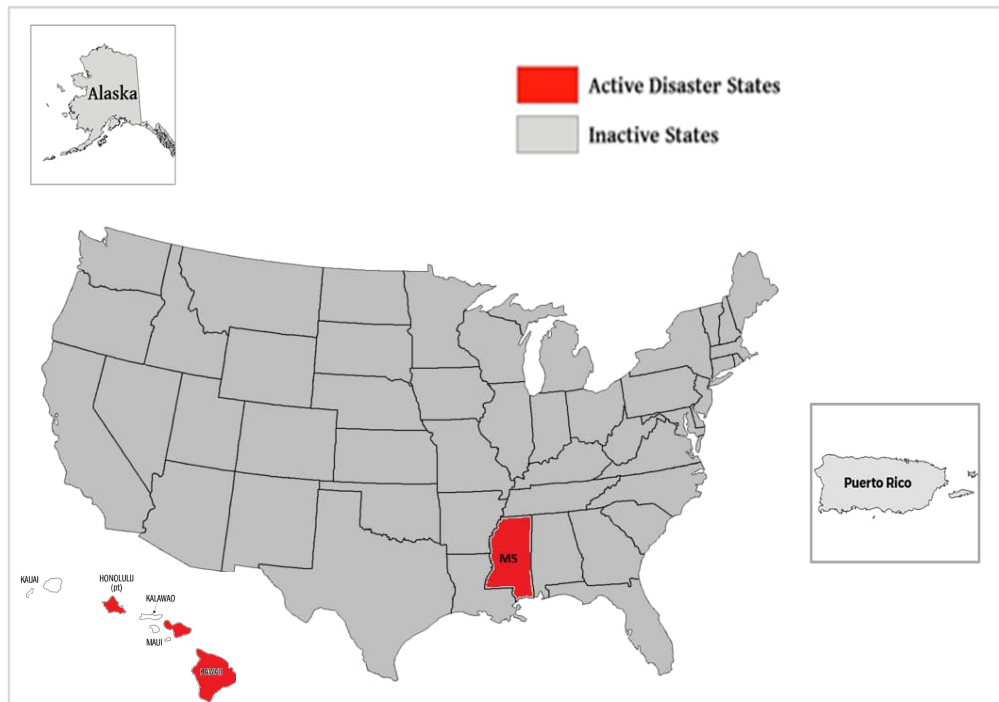 Alaska
Active Disaster States
Inactive States
Puerto Rico
MS
KAUAI
HONOLULU
(pt)
KALAWAO
MAUI
HAWAII